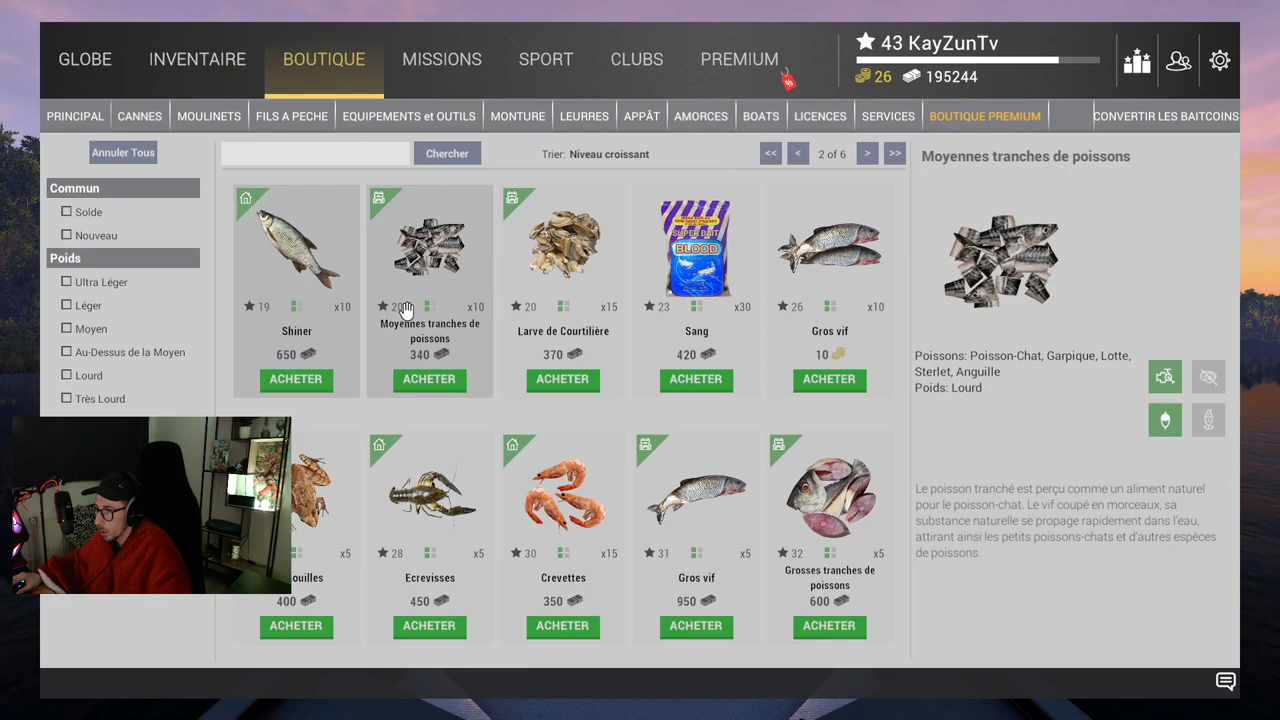 GLOBE INVENTAIRE BOUTIQUE MISSIONS SPORT CLUBS PREMIUM %
43 KayZunTv
26 195244
PRINCIPAL CANNES MOULINETS FILS A PECHE EQUIPEMENTS et OUTILS MONTURE LEURRES APPÂT AMORCES BOATS LICENCES SERVICES BOUTIQUE PREMIUM CONVERTIR LES BAITCOINS
Annuler Tous
Chercher
Trier: Niveau croissant
<< < 2 of 6 > >>
Commun
Solde
Nouveau
Poids
Ultra Léger
Léger
Moyen
Au-Dessus de la Moyen
Lourd
Très Lourd
19 x10
Shiner
650
ACHETER
x10
Moyennes tranches de
poissons
340
ACHETER
20 x15
Larve de Courtilière
370
ACHETER
SUPER BAIT
BLOOD
23 x30
Sang
420
ACHETER
26 x10
Gros vif
10
ACHETER
x5
ouilles
400
ACHETER
28 x5
Ecrevisses
450
ACHETER
30 x15
Crevettes
350
ACHETER
31 x5
Gros vif
950
ACHETER
32 x5
Grosses tranches de
poissons
600
ACHETER
Moyennes tranches de poissons
Poissons: Poisson-Chat, Garpique, Lotte,
Sterlet, Anguille
Poids: Lourd
Le poisson tranché est perçu comme un aliment naturel
pour le poisson-chat. Le vif coupé en morceaux, sa
substance naturelle se propage rapidement dans l'eau,
attirant ainsi les petits poissons-chats et d'autres espèces
de poissons.